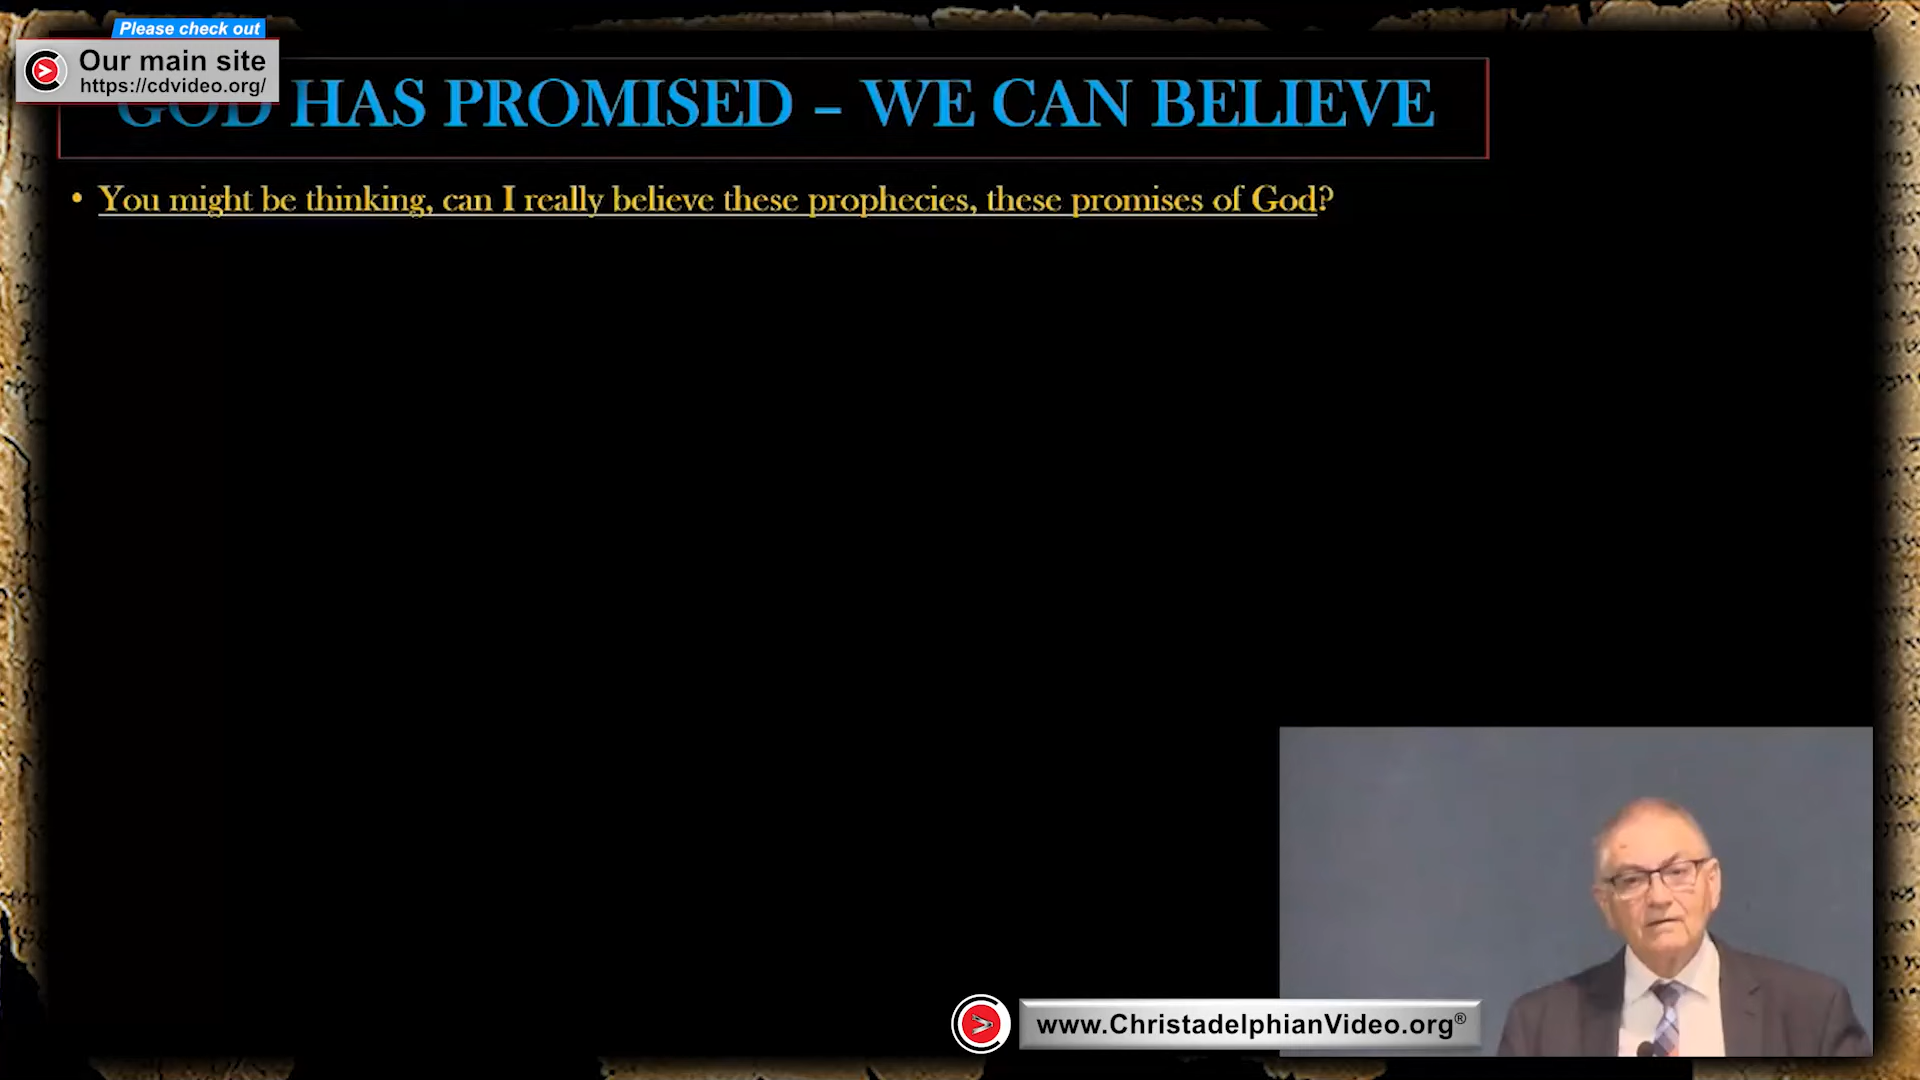 Please check out
Our main site
https://cdvideo.org/
GOD HAS PROMISED – WE CAN BELIEVE
• You might be thinking, can I really believe these prophecies, these promises of God?
www.ChristadelphianVideo.org®